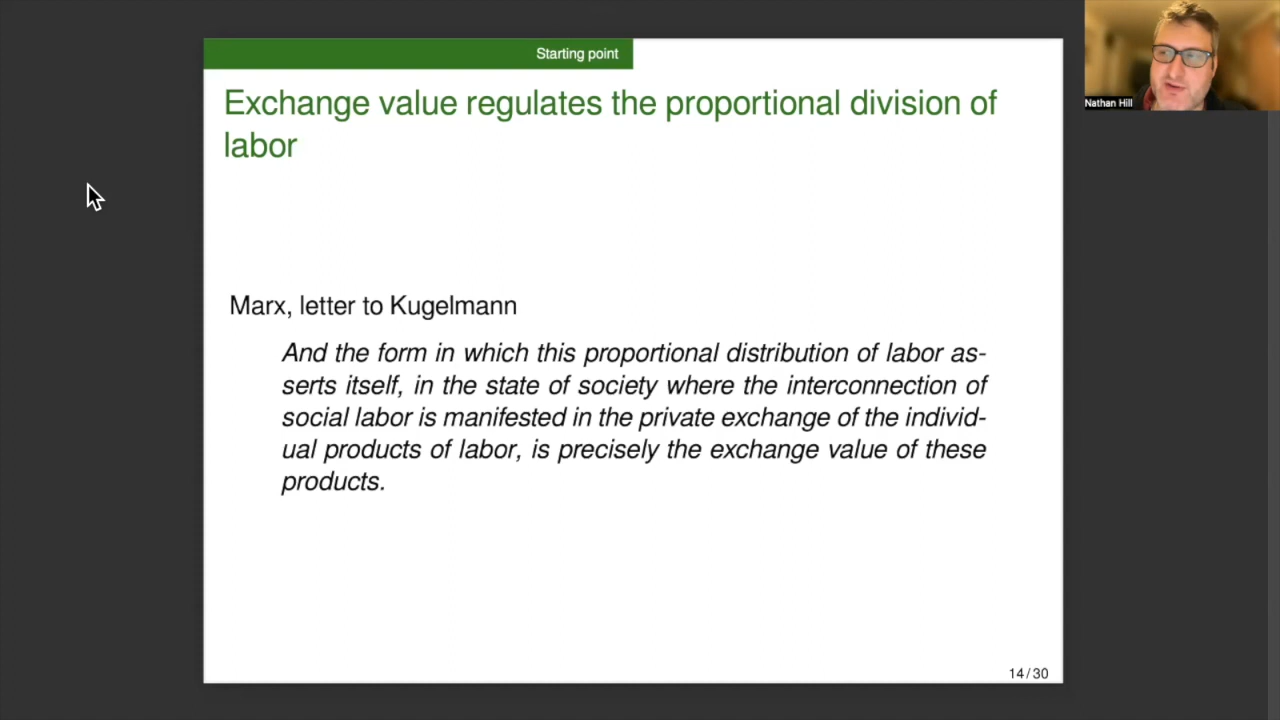 Starting point
Exchange value regulates the proportional division of
labor
Marx, letter to Kugelmann
And the form in which this proportional distribution of labor as-
serts itself, in the state of society where the interconnection of
social labor is manifested in the private exchange of the individ-
ual products of labor, is precisely the exchange value of these
products.
14/30
Nathan Hill